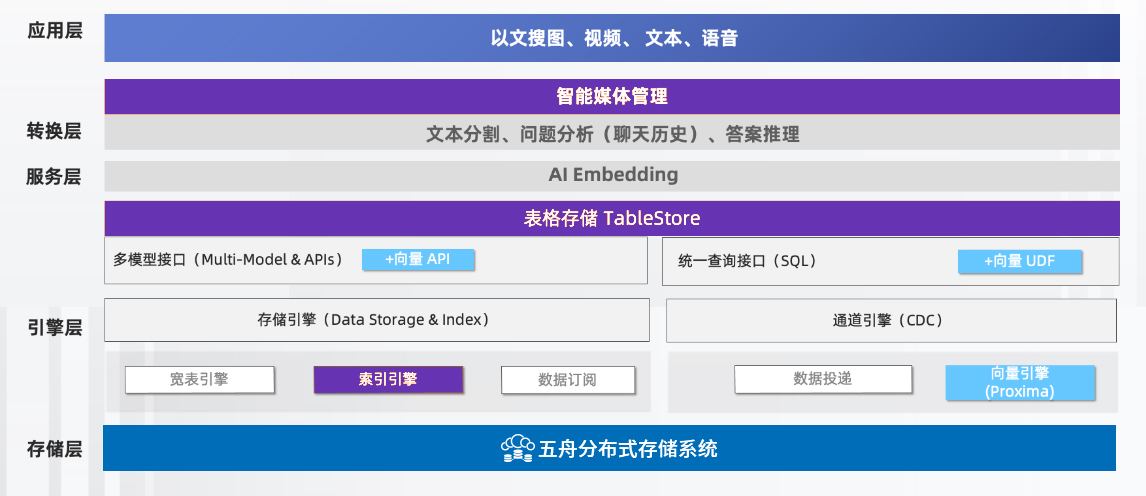 应用层
以文搜图、视频、 文本、语音
智能媒体管理
转换层
文本分割、问题分析（聊天历史）、答案推理
服务层
AI Embedding
表格存储 TableStore
多模型接口（Multi-Model & APIs）
+向量 API
统一查询接口（SQL）
+向量 UDF
引擎层
存储引擎（Data Storage & Index）
通道引擎（CDC）
宽表引擎
索引引擎
数据订阅
数据投递
向量引擎
(Proxima)
存储层
五舟分布式存储系统